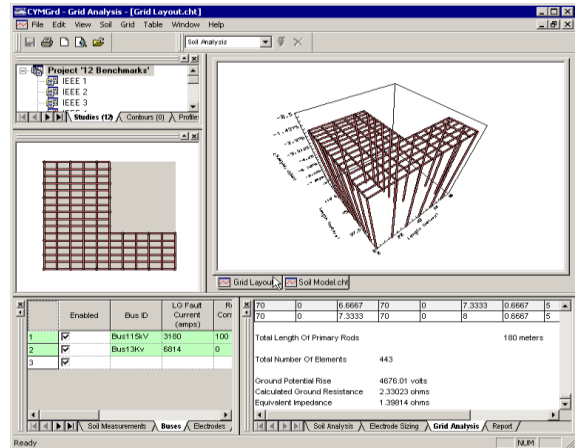 CYMGrd - Grid Analysis - [Grid Layout.cht]
File Edit View Soil Grid Table Window Help
Soil Analysis
Project '12 Benchmarks'
IEEE 1
IEEE 2
IEEE 3
Studies (12) Contours (0) Profile
Grid Layou Soil Model.cht
Enabled Bus ID LG Fault Current (amps)
1 Bus115kV 3180 100
2 Bus13Kv 6814 0
3
Soil Measurements Buses Electrodes
70 0 6.6667 70 0 7.3333 0.6667 5
70 0 7.3333 70 0 8 0.6667 5
Total Length Of Primary Rods 180 meters
Total Number Of Elements 443
Ground Potential Rise 4676.01 volts
Calculated Ground Resistance 2.33023 ohms
Equivalent Impedance 1.39814 ohms
Soil Analysis Electrode Sizing Grid Analysis Report
Ready NUM